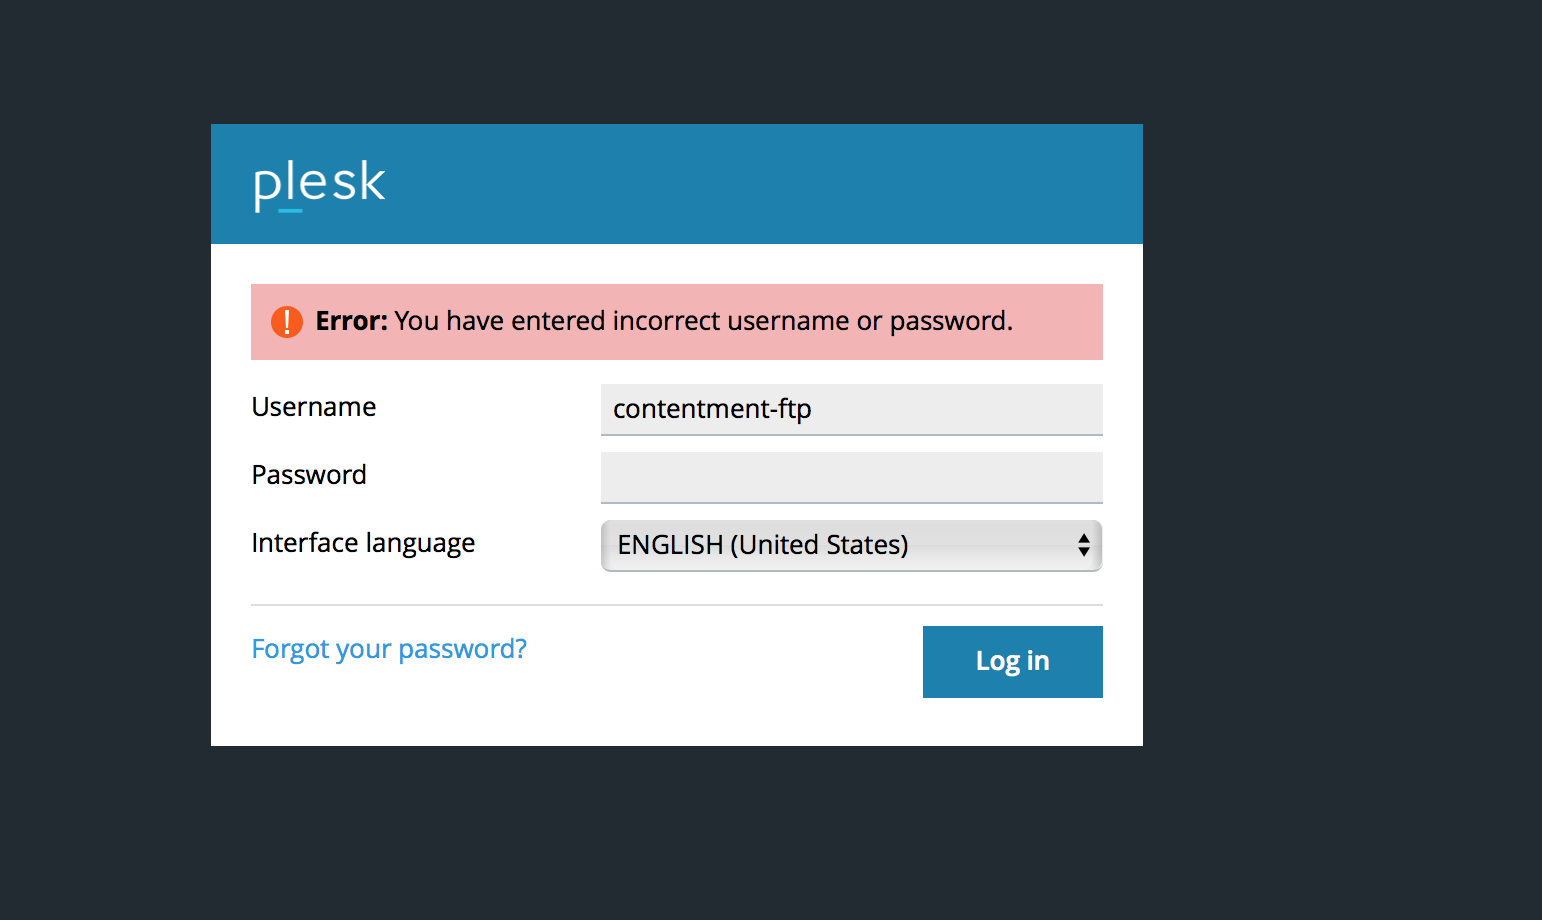 plesk
Error: You have entered incorrect username or password.
Username contentment-ftp
Password
Interface language ENGLISH (United States)
Forgot your password? Log in